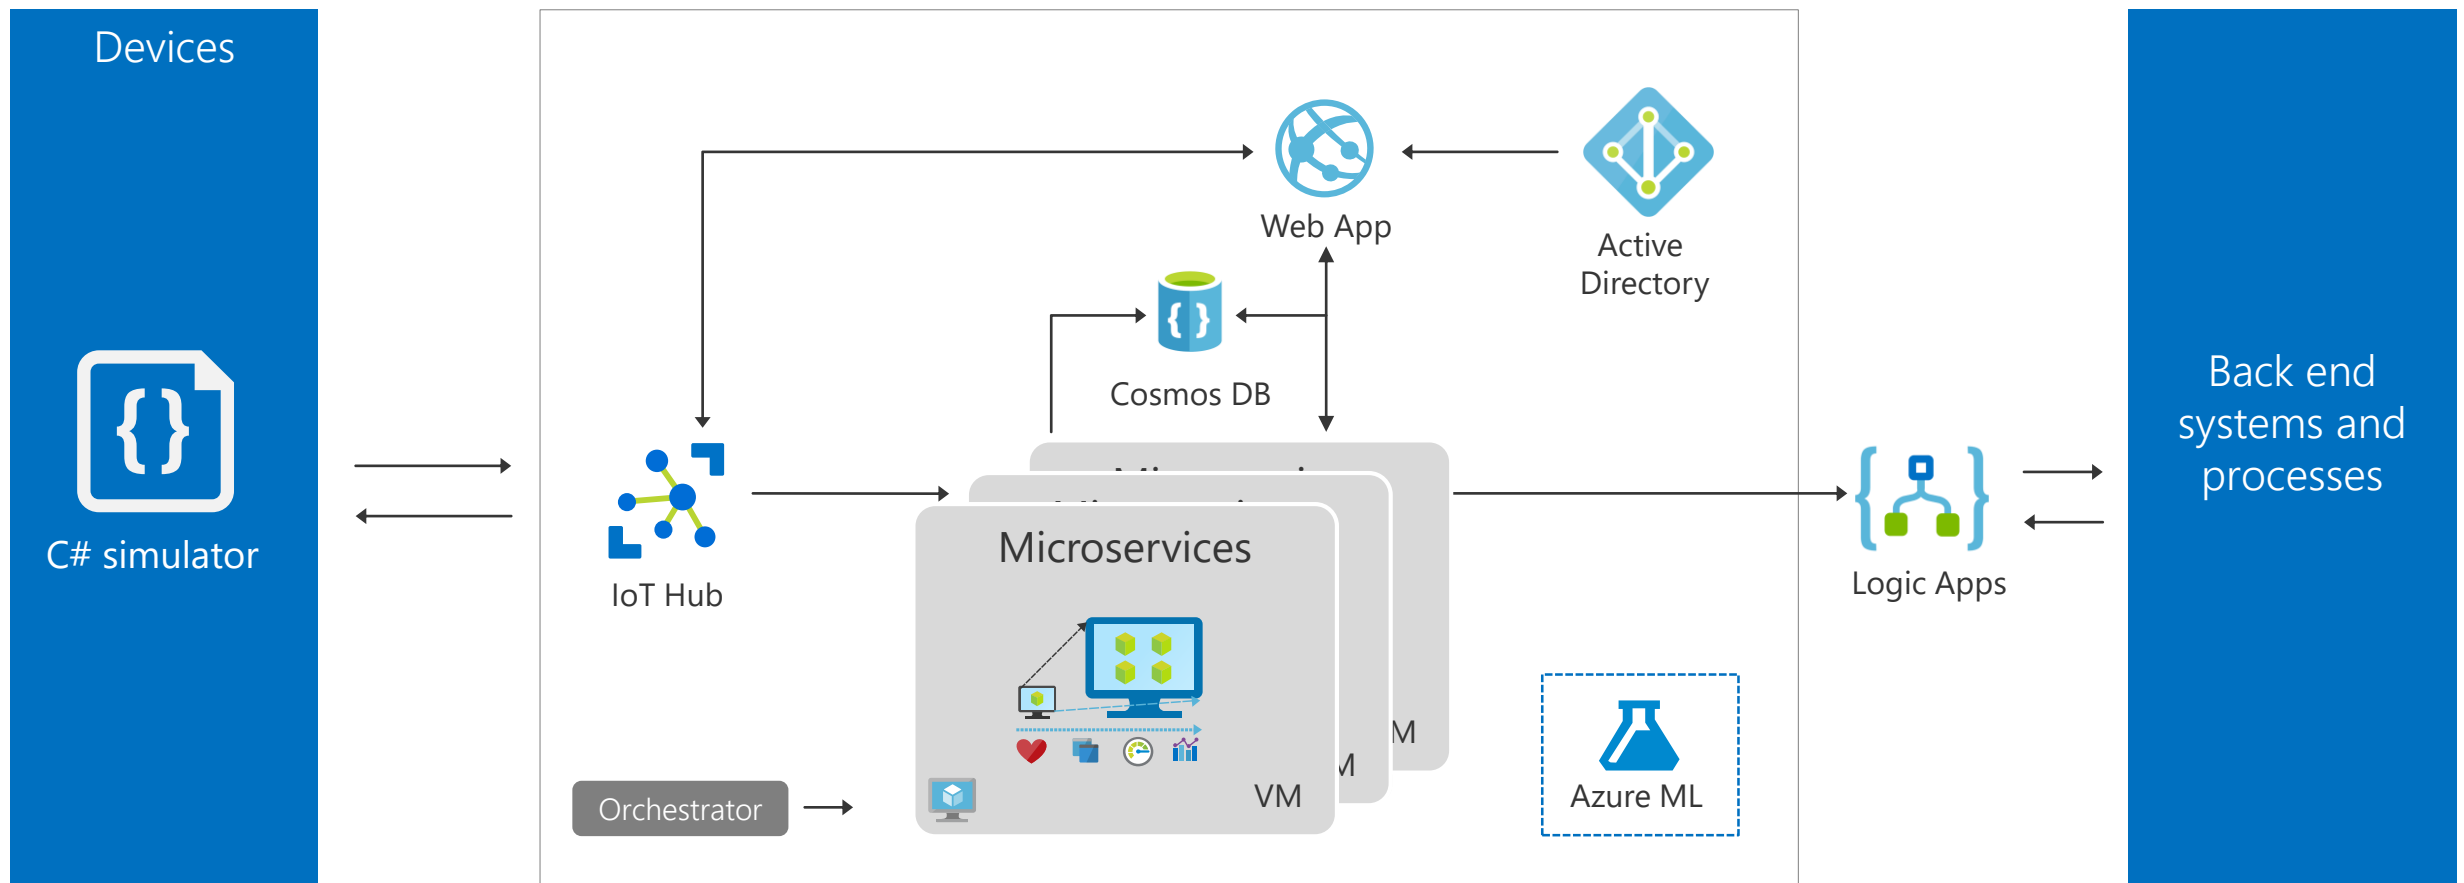 Devices
C# simulator
IoT Hub
Web App
Active
Directory
Cosmos DB
Microservices
VM
M
M
Orchestrator
Azure ML
Logic Apps
Back end
systems and
processes